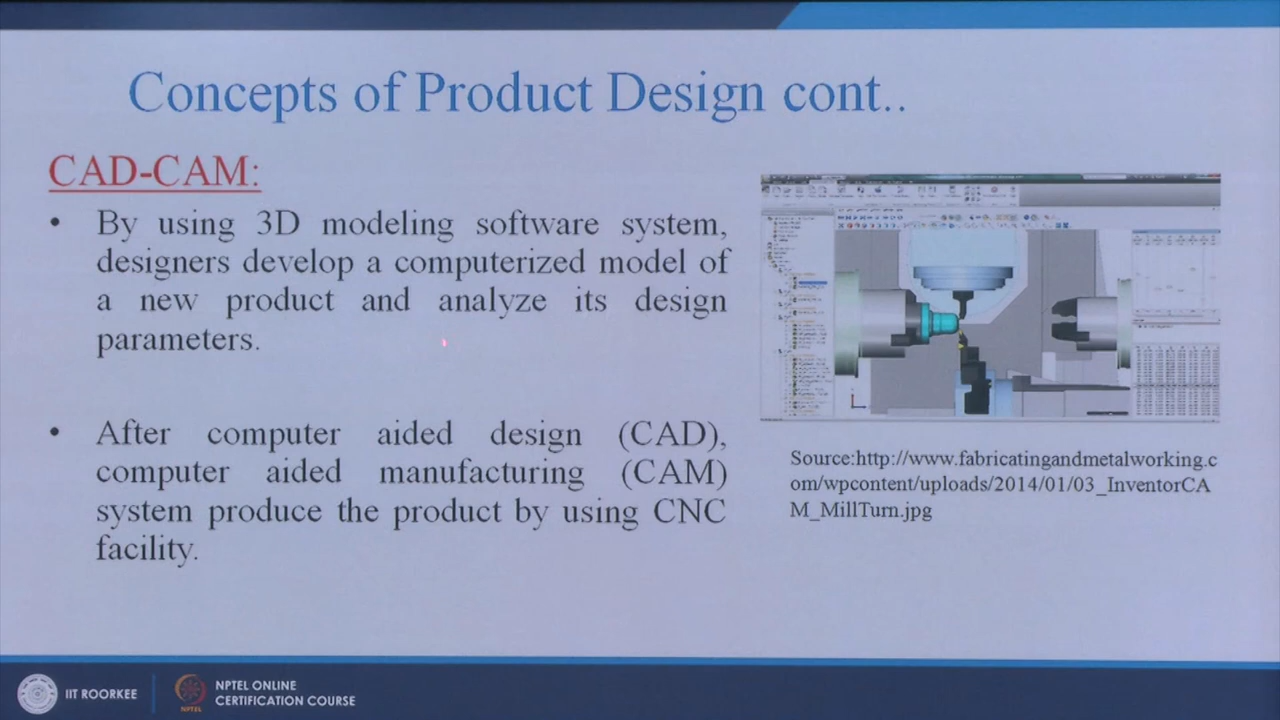 Concepts of Product Design cont..
CAD-CAM:
• By using 3D modeling software system,
designers develop a computerized model of
a new product and analyze its design
parameters.
• After computer aided design (CAD),
computer aided manufacturing (CAM)
system produce the product by using CNC
facility.
Source:http://www.fabricatingandmetalworking.c
om/wpcontent/uploads/2014/01/03_InventorCA
M_MillTurn.jpg
IIT ROORKEE
NPTEL ONLINE
CERTIFICATION COURSE
NPTEL